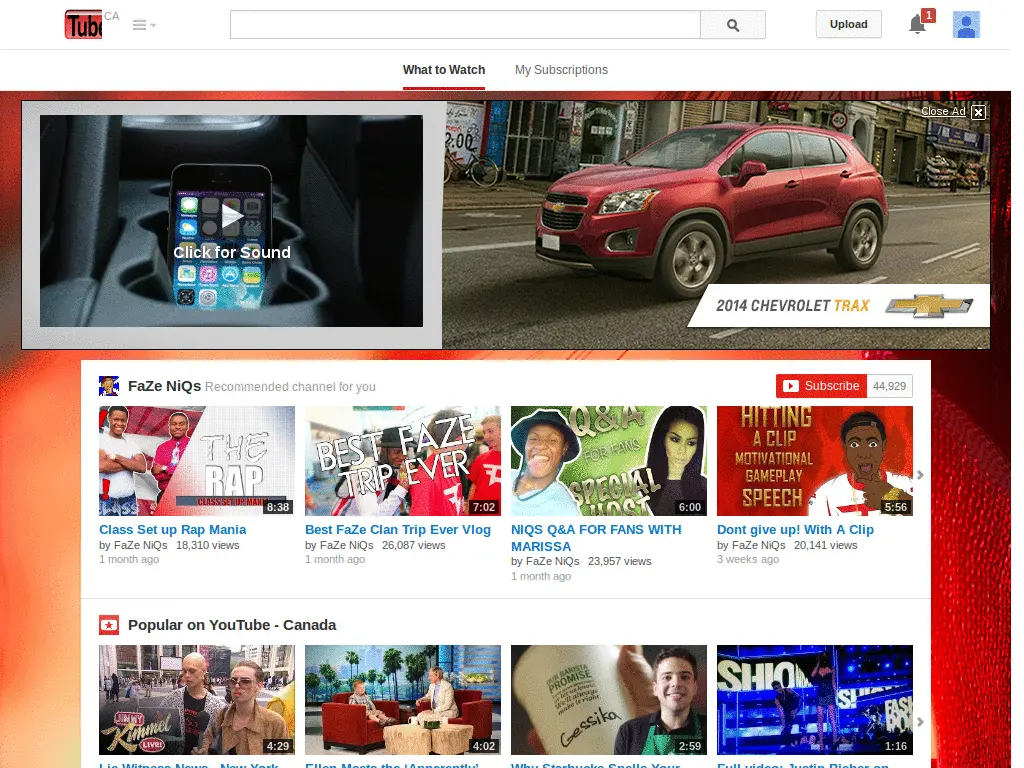 Tube CA
Upload
1
What to Watch My Subscriptions
Close Ad X
Click for Sound
2014 CHEVROLET TRAX
FaZe NiQs Recommended channel for you
Subscribe 44,929
THE RAP
CLASS SET UP MANIA
8:38
BEST FAZE
TRIP EVER
7:02
Q&A
FOR FANS
SPECIAL
HOST
6:00
HITTING
A CLIP
MOTIVATIONAL
GAMEPLAY
SPEECH
5:56
Class Set up Rap Mania
by FaZe NiQs 18,310 views
1 month ago
Best FaZe Clan Trip Ever Vlog
by FaZe NiQs 26,087 views
1 month ago
NIQS Q&A FOR FANS WITH
MARISSA
by FaZe NiQs 23,957 views
1 month ago
Dont give up! With A Clip
by FaZe NiQs 20,141 views
3 weeks ago
Popular on YouTube - Canada
JIMMY
Kimmel
LIVE!
4:29
4:02
OUR BARISTA
PROMISE
Gessika
2:59
1:16
Lie Witness News - New York
Ellen Meets the 'Apparently'
Why Starbucks Spells Your
Full video: Justin Bieber on